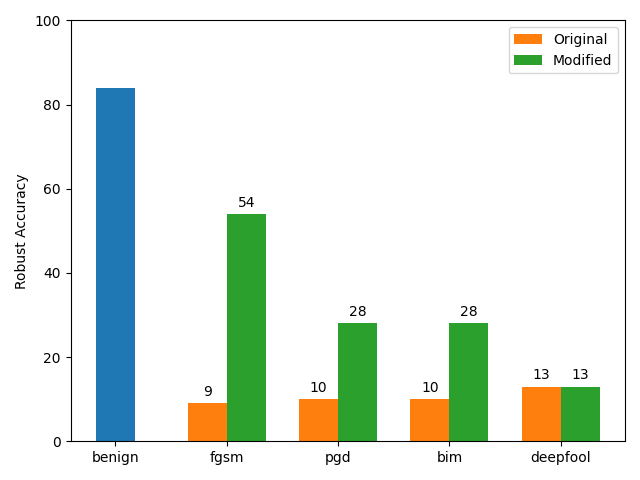 Original
Modified
Robust Accuracy
100
80
60
40
20
0
9
54
10
28
10
28
13
13
benign
fgsm
pgd
bim
deepfool